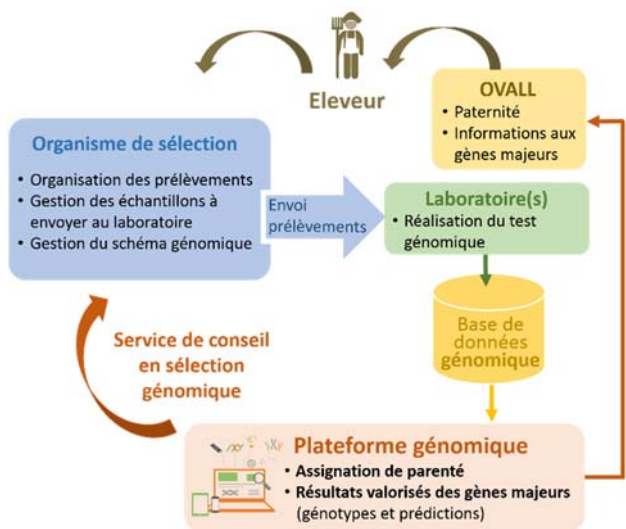 Eleveur
OVALL
• Paternité
• Informations aux
gènes majeurs
Organisme de sélection
• Organisation des prélèvements
• Gestion des échantillons à
envoyer au laboratoire
• Gestion du schéma génomique
Envoi
prélèvements
Laboratoire(s)
• Réalisation du test
génomique
Base de
données
génomique
Service de conseil
en sélection
génomique
Plateforme génomique
• Assignation de parenté
• Résultats valorisés des gènes majeurs
(génotypes et prédictions)